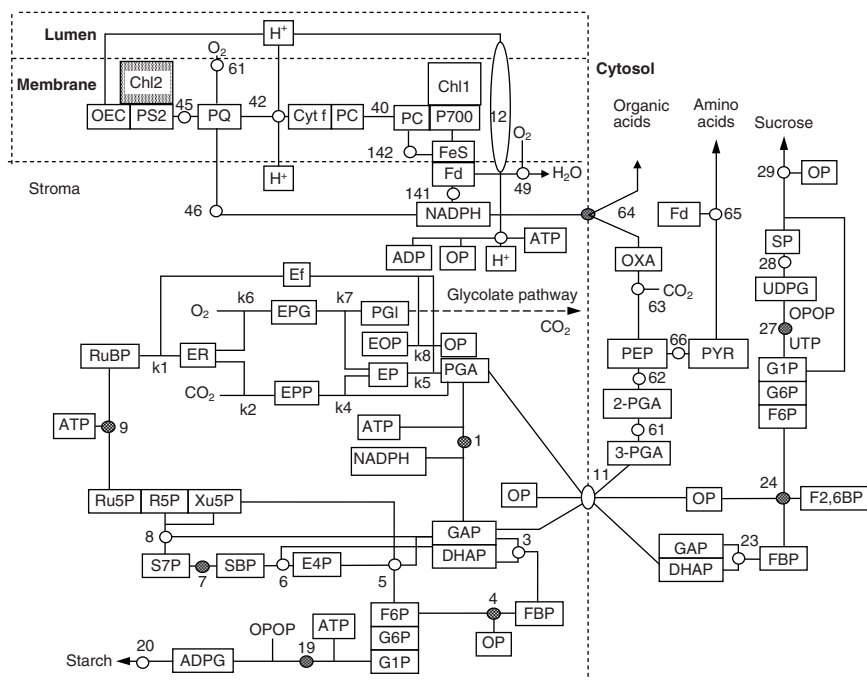 Lumen
H+
O2
61
Membrane
Chl2
Chl1
Cytosol
45
42
40
12
OEC PS2
PQ
Cyt f PC
PC P700
O2
142
FeS
Fd
H2O
49
Organic
acids
Amino
acids
Sucrose
29
OP
Stroma
H+
141
46
NADPH
64
Fd
65
ADP
OP
ATP
H+
SP
28
UDPG
OXA
CO2
63
Ef
k6
k7
Glycolate pathway
O2
EPG
PGl
CO2
27
OPOP
UTP
EOP
OP
k8
RuBP
ER
k1
66
PEP
PYR
EP
k5
PGA
G1P
62
CO2
EPP
k2
k4
G6P
2-PGA
F6P
ATP
9
ATP
1
61
3-PGA
NADPH
11
24
Ru5P R5P Xu5P
OP
OP
F2,6BP
8
GAP
3
DHAP
GAP
23
DHAP
FBP
S7P
SBP
E4P
7
6
5
4
F6P
FBP
ATP
OPOP
G6P
OP
20
19
Starch
ADPG
G1P